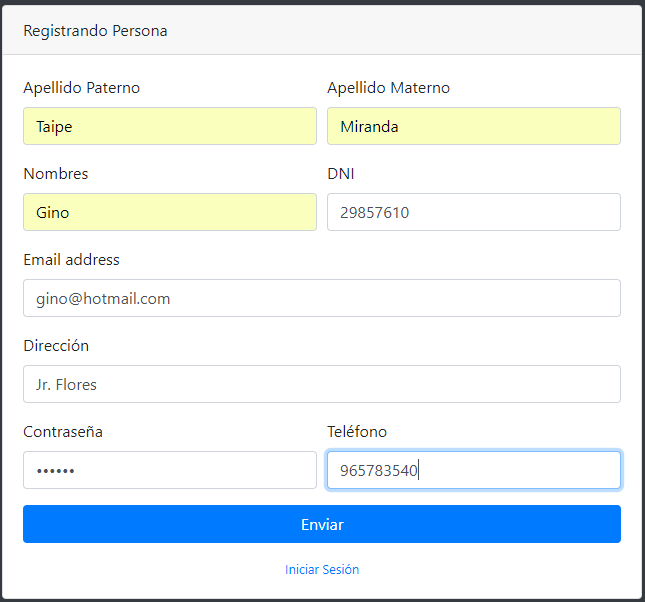 Registrando Persona
Apellido Paterno Apellido Materno
Taipe Miranda
Nombres DNI
Gino 29857610
Email address
gino@hotmail.com
Dirección
Jr. Flores
Contraseña Teléfono
•••••• 965783540
Enviar
Iniciar Sesión